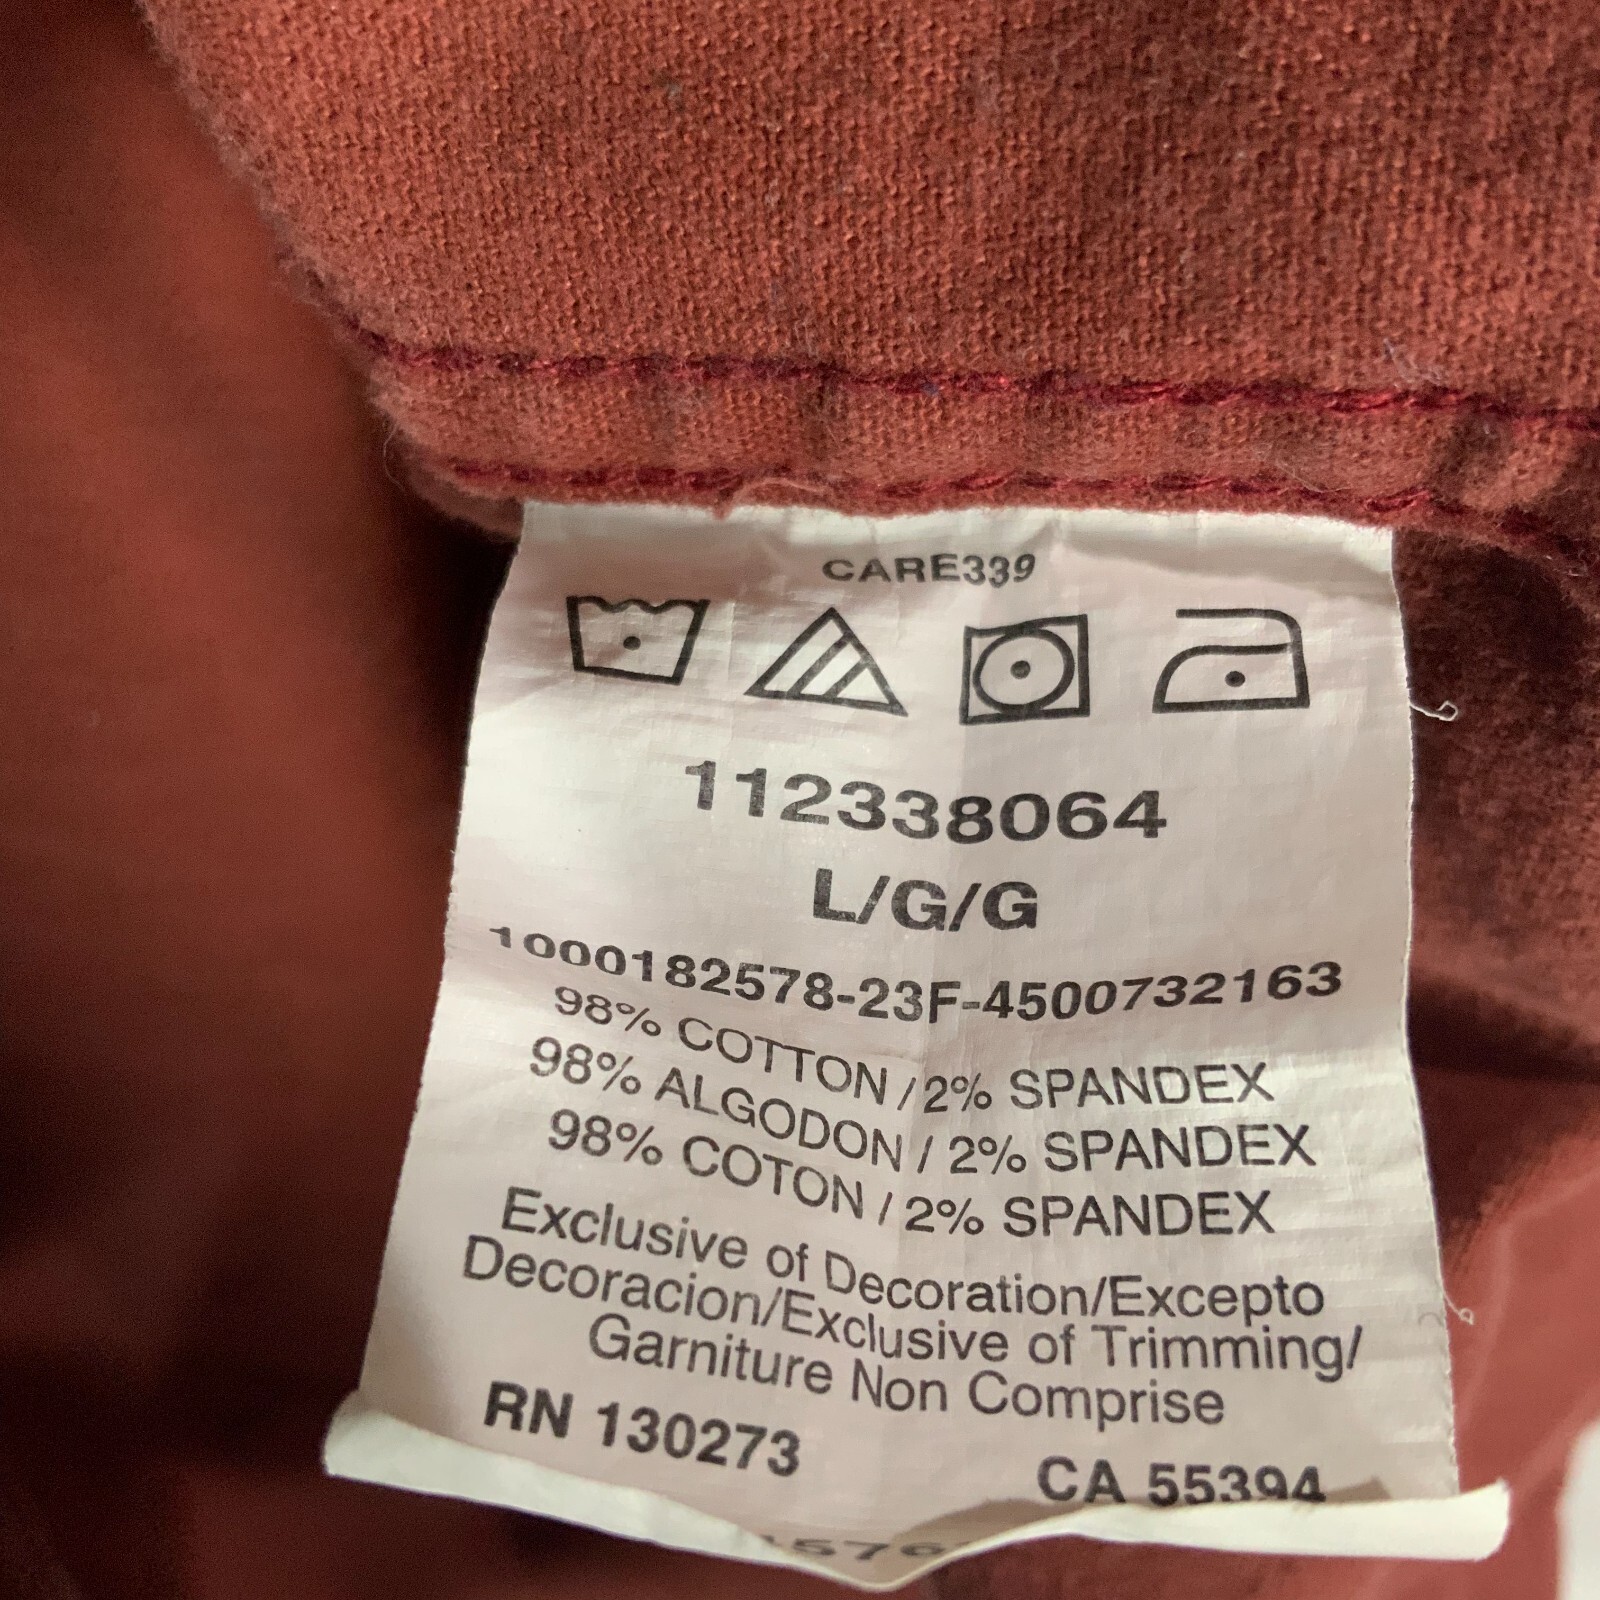 CARE339
112338064
L/G/G
1000182578-23F-4500732163
98% COTTON / 2% SPANDEX
98% ALGODON / 2% SPANDEX
98% COTON / 2% SPANDEX
Exclusive of Decoration/Excepto
Decoracion/Exclusive of Trimming/
Garniture Non Comprise
RN 130273
CA 55394